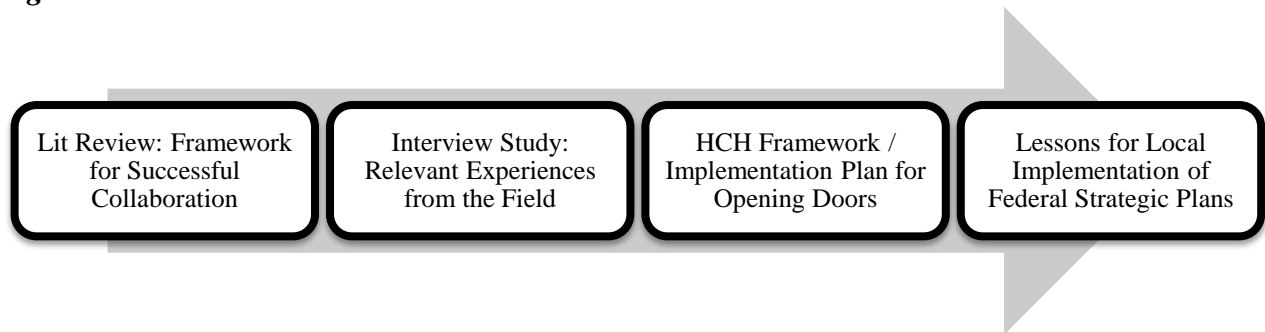 Lit Review: Framework
for Successful
Collaboration
Interview Study:
Relevant Experiences
from the Field
HCH Framework /
Implementation Plan for
Opening Doors
Lessons for Local
Implementation of
Federal Strategic Plans